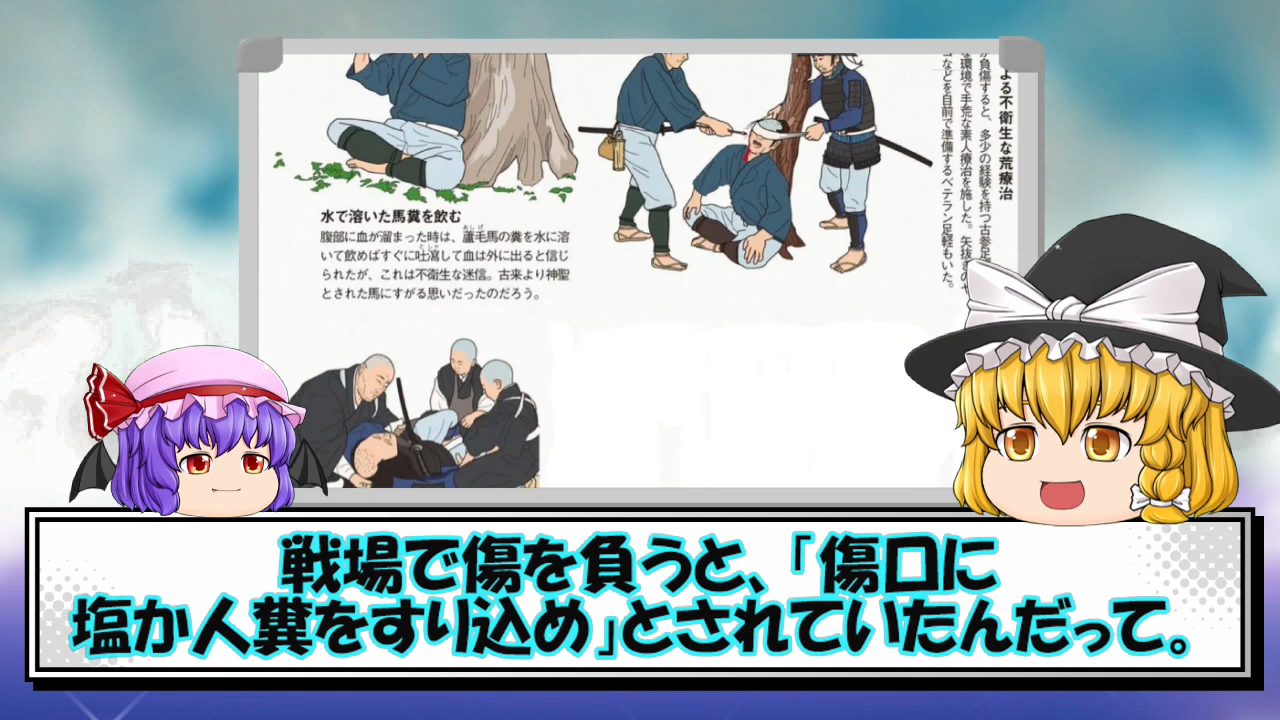 よる不衛生な荒療治
負傷すると、多少の経験を持つ古参足
環境で手荒な素人療治を施した。矢抜きのや
などを自前で準備するベテラン足軽もいた。
水で溶いた馬糞を飲む
腹部に血が溜まった時は、蘆毛馬の糞を水に溶
いて飲めばすぐに吐瀉して血は外に出ると信じ
られたが、これは不衛生な迷信。古来より神聖
とされた馬にすがる思いだったのだろう。
戦場で傷を負うと、「傷口に
塩か人糞をすり込め」とされていたんだって。